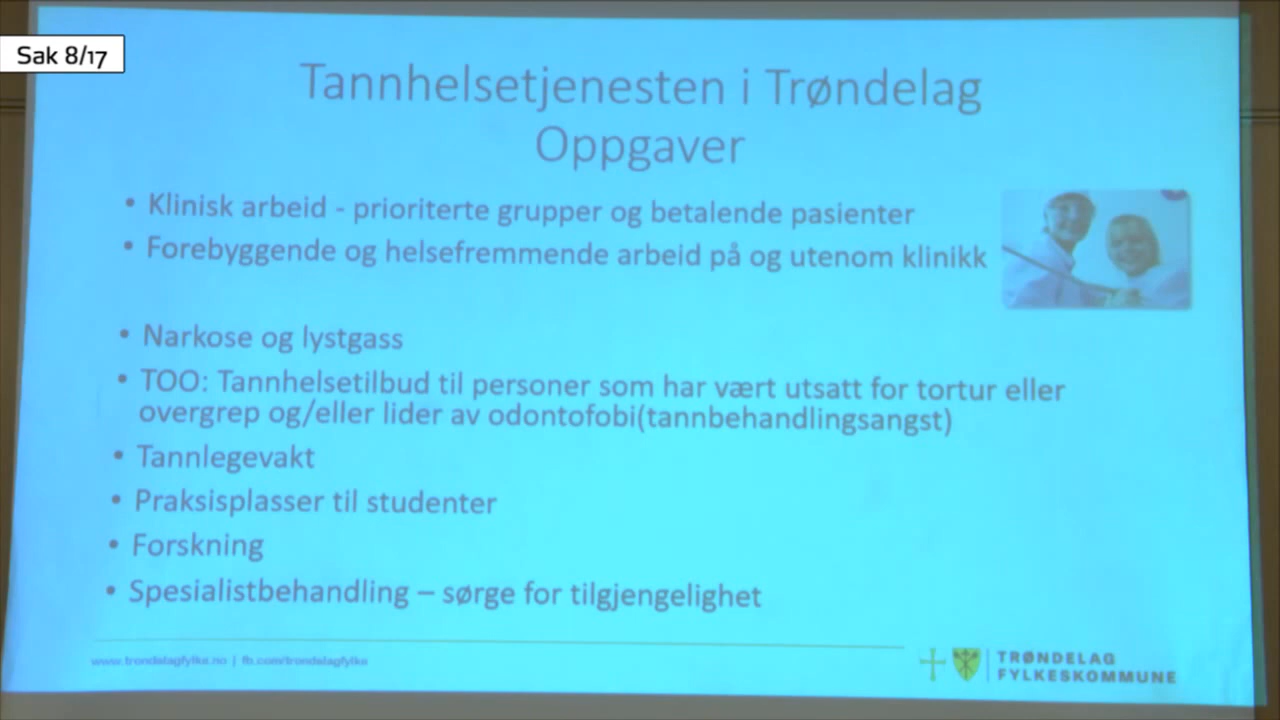 Sak 8/17
Tannhelsetjenesten i Trøndelag
Oppgaver
• Klinisk arbeid - prioriterte grupper og betalende pasienter
• Forebyggende og helsefremmende arbeid på og utenom klinikk
• Narkose og lystgass
• TOO: Tannhelsetilbud til personer som har vært utsatt for tortur eller
overgrep og/eller lider av odontofobi(tannbehandlingsangst)
• Tannlegevakt
• Praksisplasser til studenter
• Forskning
• Spesialistbehandling – sørge for tilgjengelighet
www.trondelagfylke.no | fb.com/trondelagfylke
TRØNDELAG
FYLKESKOMMUNE